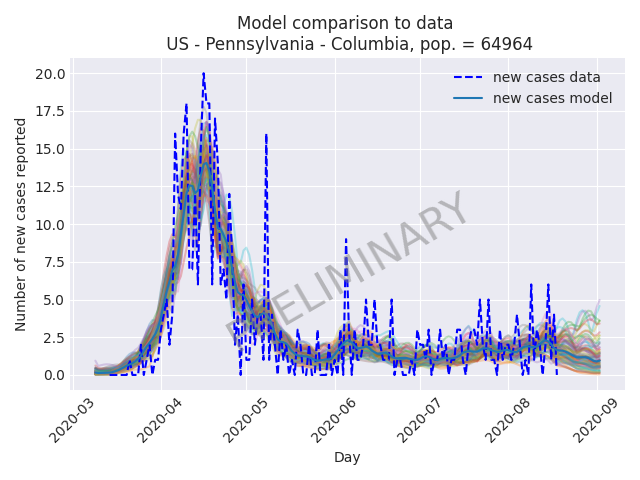 Model comparison to data
US - Pennsylvania - Columbia, pop. = 64964
new cases data
new cases model
Number of new cases reported
20.0
17.5
15.0
12.5
10.0
7.5
5.0
2.5
0.0
PRELIMINARY
2020-03
2020-04
2020-05
2020-06
2020-07
2020-08
2020-09
Day